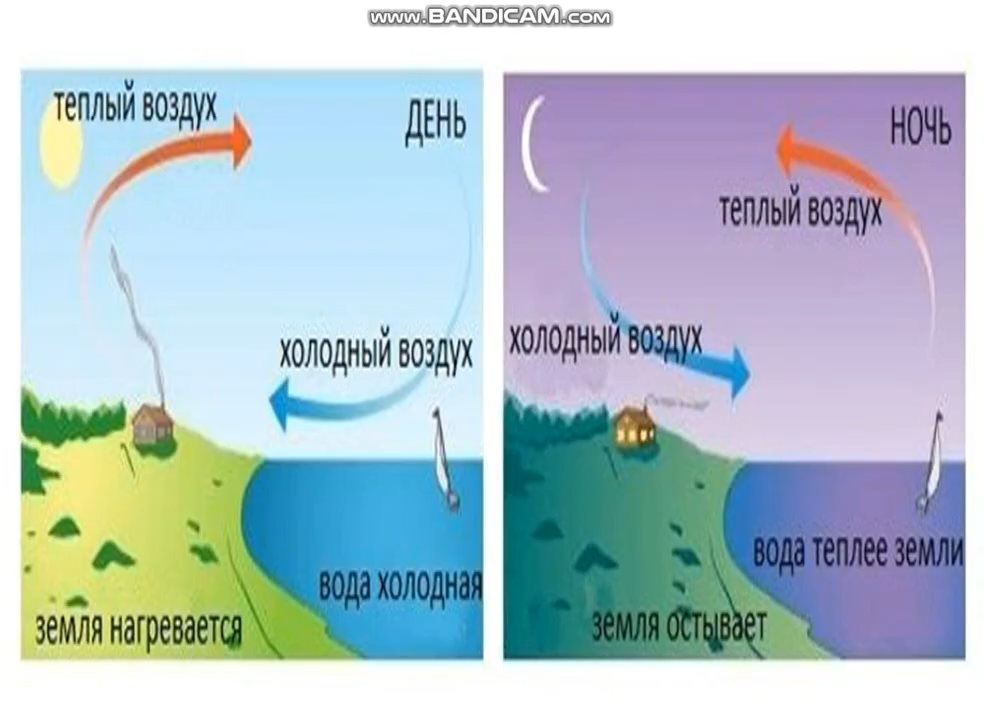 www.BANDICAM.com
теплый воздух
ДЕНЬ
холодный воздух
вода холодная
земля нагревается
НОЧЬ
теплый воздух
холодный воздух
вода теплее земли
земля остывает